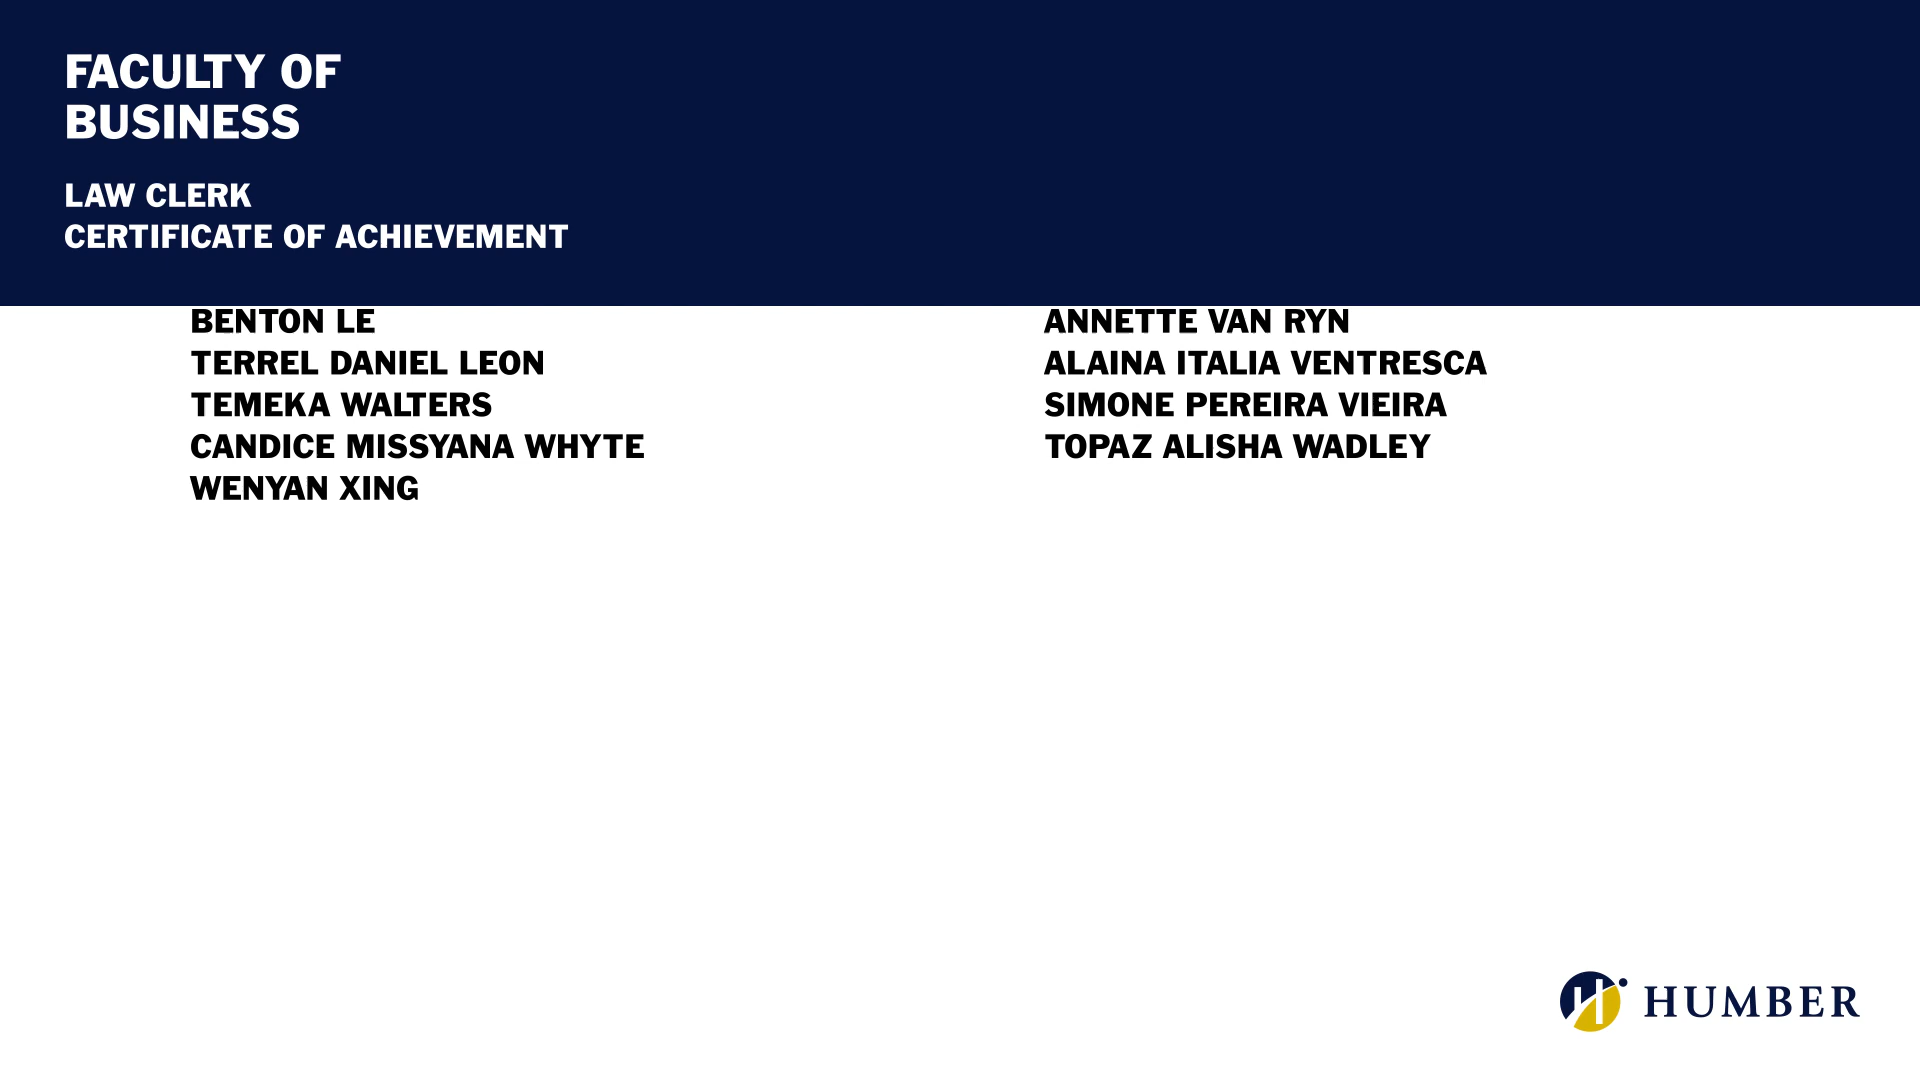 FACULTY OF
BUSINESS
LAW CLERK
CERTIFICATE OF ACHIEVEMENT
BENTON LE
TERREL DANIEL LEON
TEMEKA WALTERS
CANDICE MISSYANA WHYTE
WENYAN XING
ANNETTE VAN RYN
ALAINA ITALIA VENTRESCA
SIMONE PEREIRA VIEIRA
TOPAZ ALISHA WADLEY
HUMBER